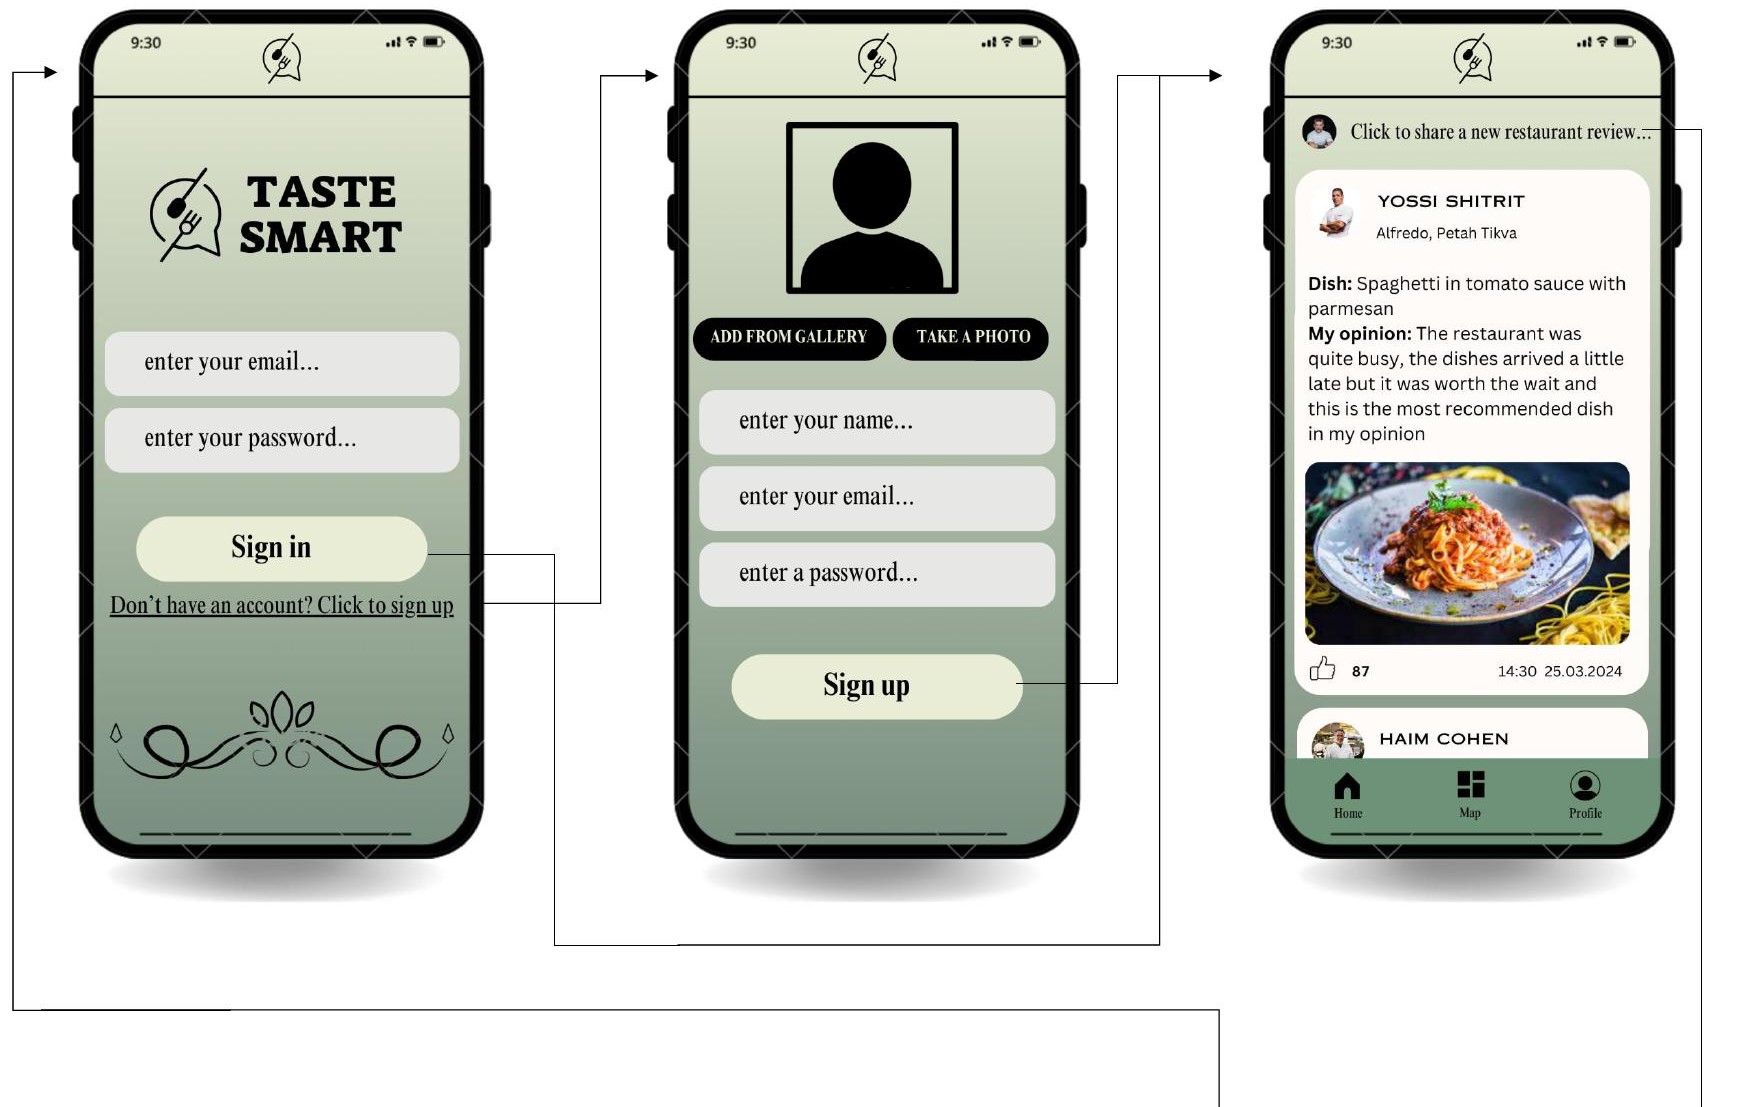 9:30
TASTE
SMART
enter your email...
enter your password...
Sign in
Don't have an account? Click to sign up
9:30
ADD FROM GALLERY
TAKE A PHOTO
enter your name...
enter your email...
enter a password...
Sign up
9:30
Click to share a new restaurant review...
YOSSI SHITRIT
Alfredo, Petah Tikva
Dish: Spaghetti in tomato sauce with
parmesan
My opinion: The restaurant was
quite busy, the dishes arrived a little
late but it was worth the wait and
this is the most recommended dish
in my opinion
87
14:30 25.03.2024
HAIM COHEN
Home
Map
Profile